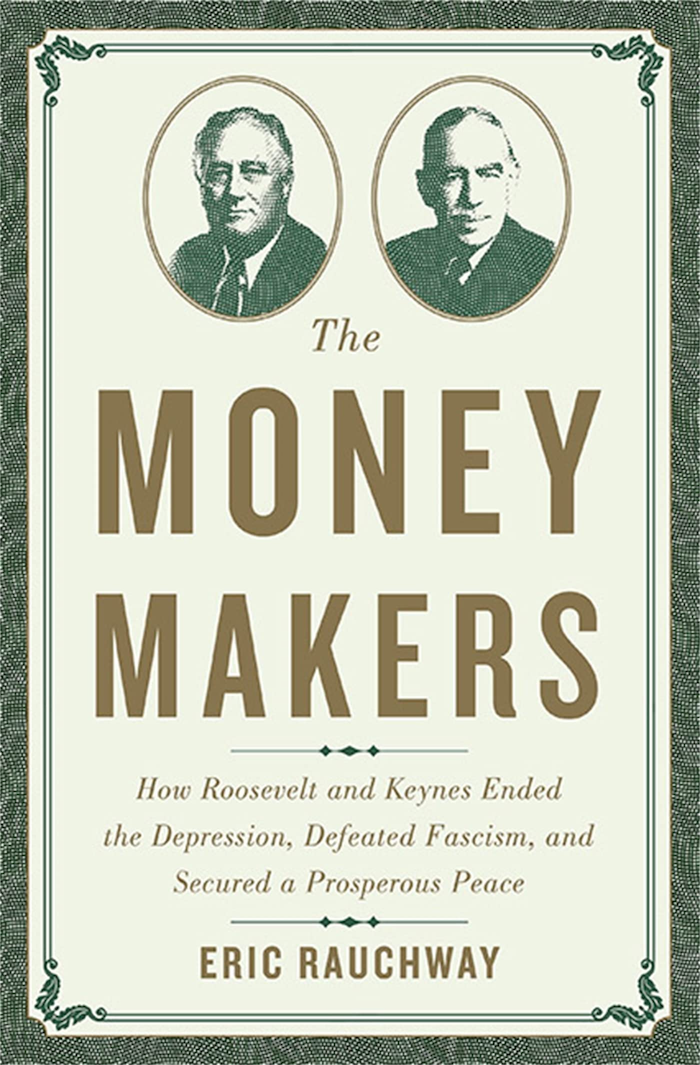 The
MONEY
MAKERS
How Roosevelt and Keynes Ended
the Depression, Defeated Fascism, and
Secured a Prosperous Peace
ERIC RAUCHWAY